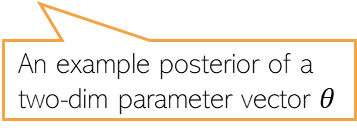 An example posterior of a
two-dim parameter vector θ